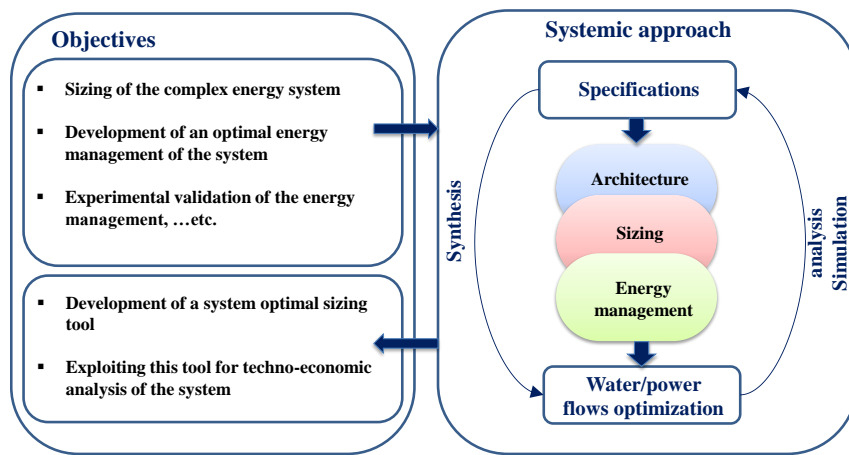 Objectives
▪ Sizing of the complex energy system
▪ Development of an optimal energy
management of the system
▪ Experimental validation of the energy
management, …etc.
▪ Development of a system optimal sizing
tool
▪ Exploiting this tool for techno-economic
analysis of the system
Systemic approach
Specifications
Architecture
Sizing
Energy
management
Water/power
flows optimization
Synthesis
analysis
Simulation